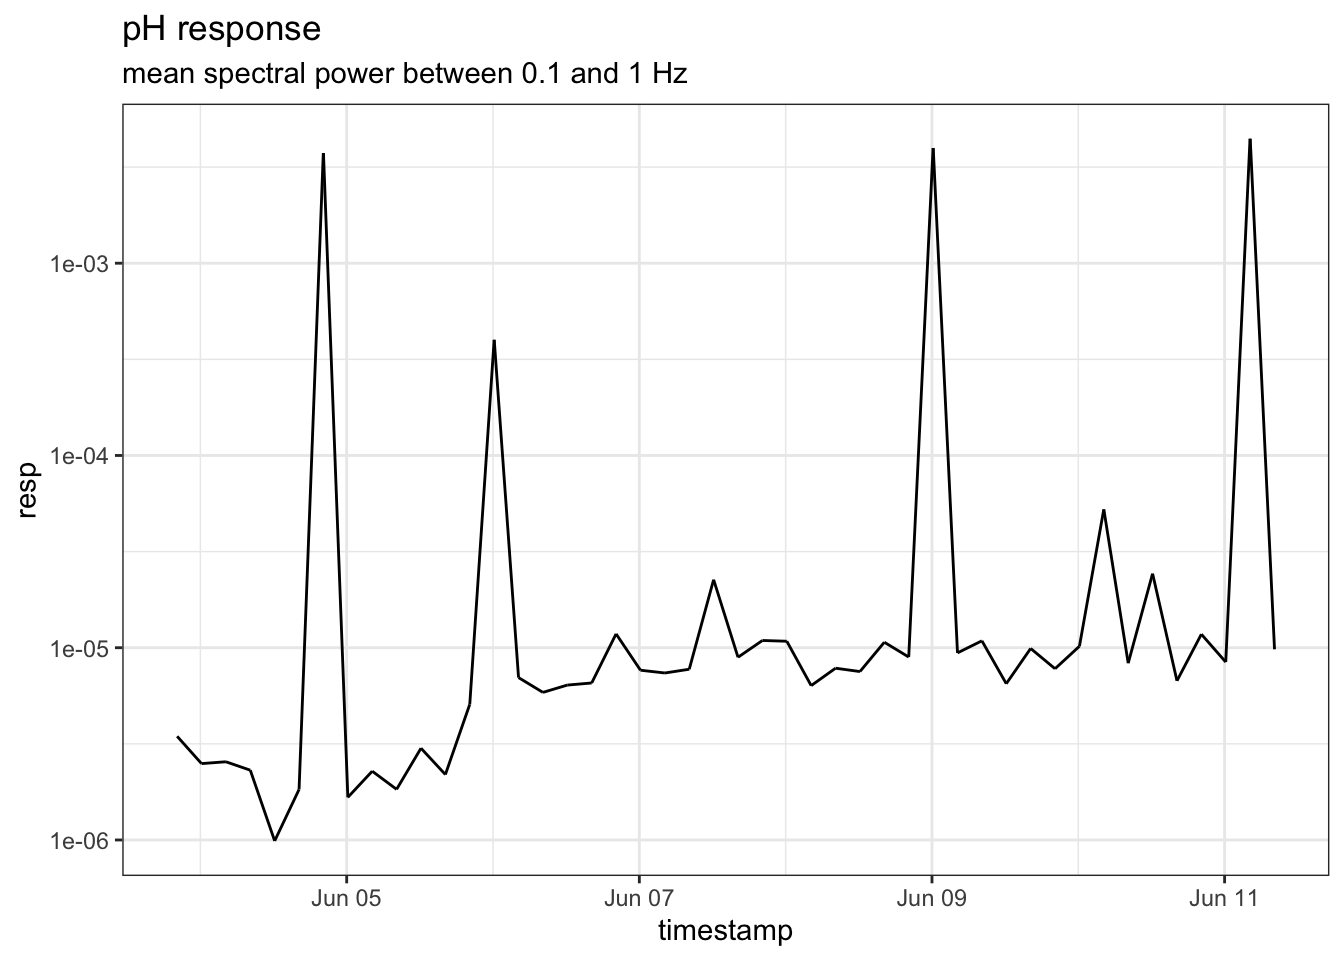 pH response
mean spectral power between 0.1 and 1 Hz
1e-03
1e-04
1e-05
1e-06
resp
Jun 05
Jun 07
Jun 09
Jun 11
timestamp